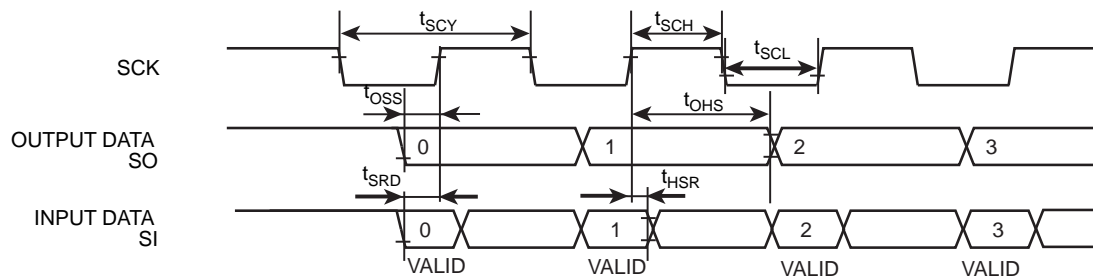 tSCY
tSCH
tSCL
SCK
tOSS
tOHS
OUTPUT DATA
SO
0
1
2
3
tSRD
tHSR
INPUT DATA
SI
0
1
2
3
VALID
VALID
VALID
VALID